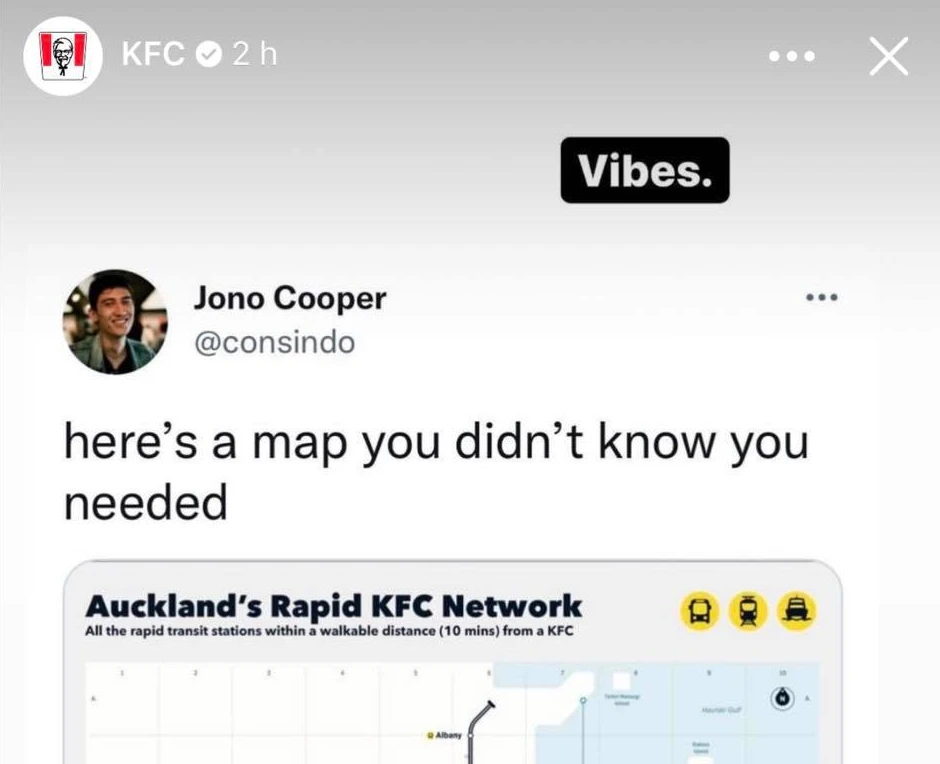 KFC 2 h
Vibes.
Jono Cooper
@consindo
here's a map you didn't know you
needed
Auckland's Rapid KFC Network
All the rapid transit stations within a walkable distance (10 mins) from a KFC
1 2 3 4 5 6 7 8 9 10
A N A
Hauraki Gulf
Albany